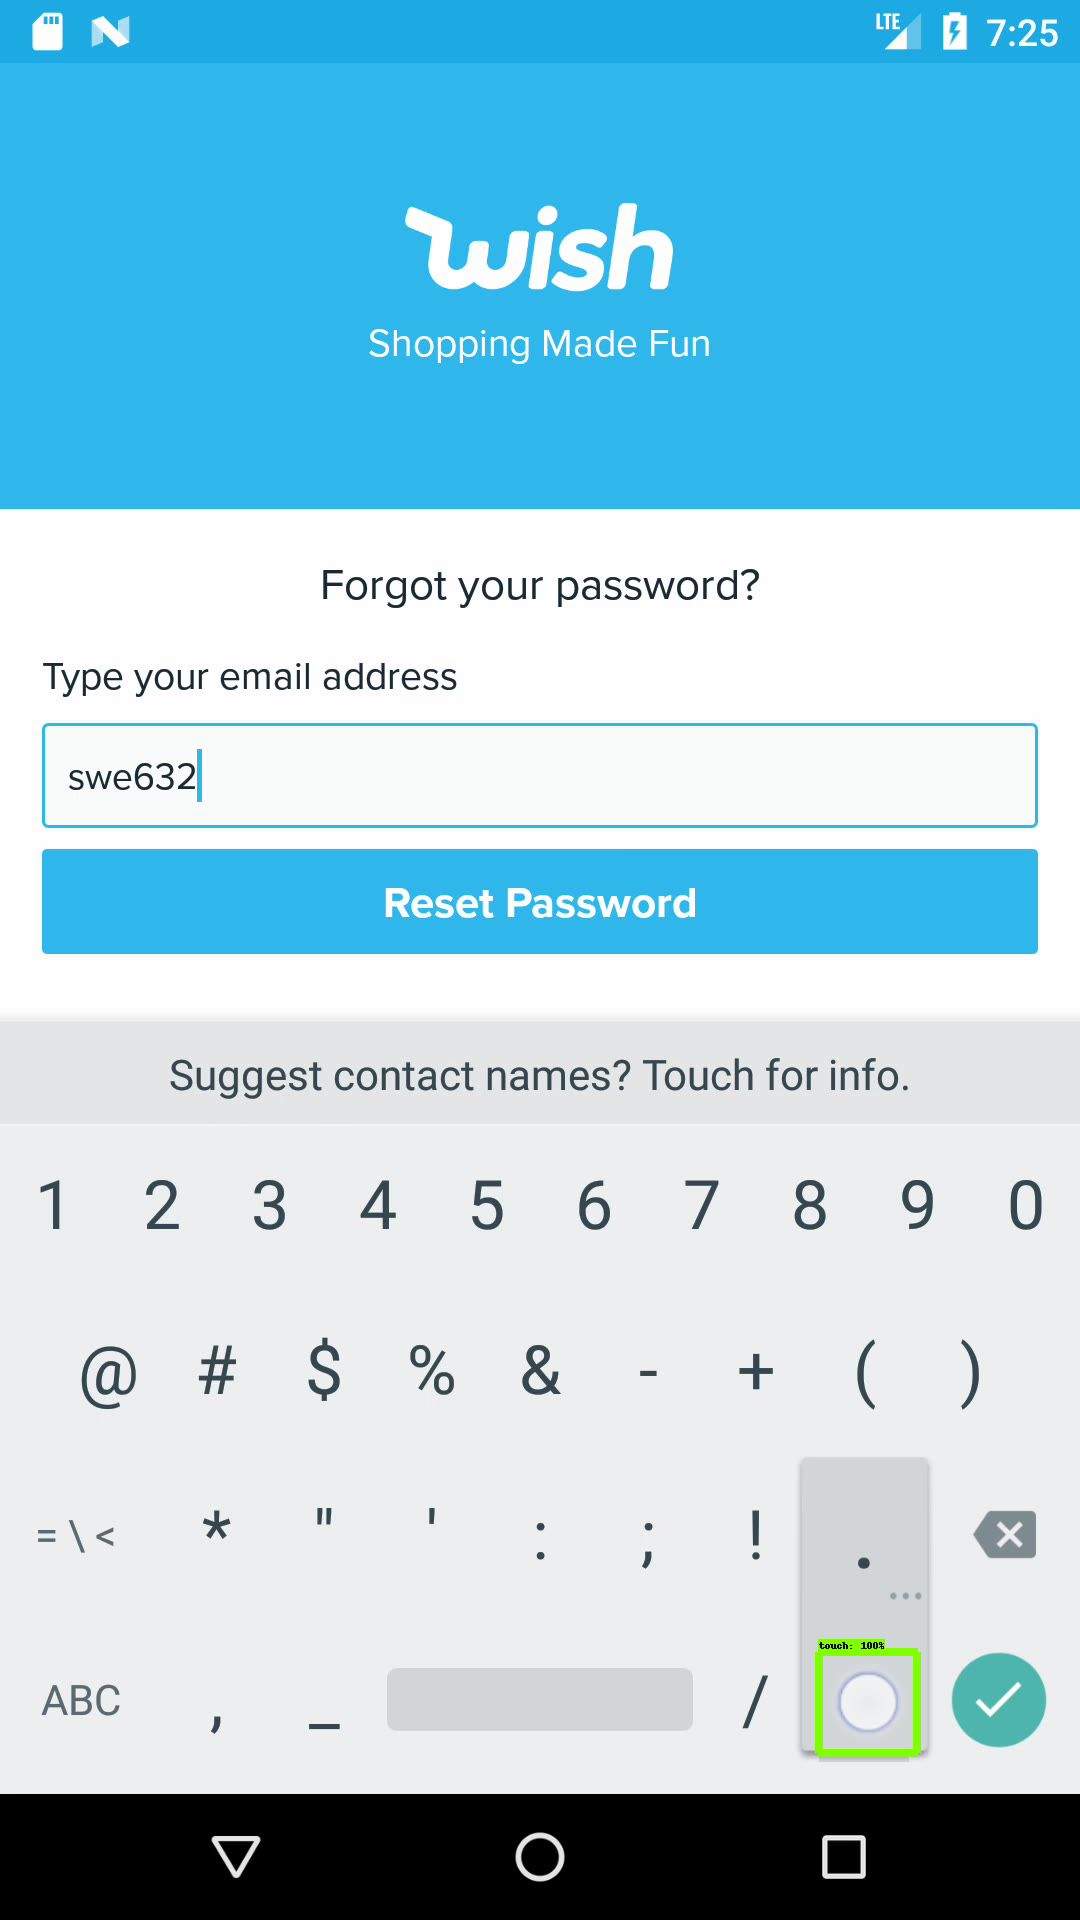 LTE 7:25
wish
Shopping Made Fun
Forgot your password?
Type your email address
swe632
Reset Password
Suggest contact names? Touch for info.
1 2 3 4 5 6 7 8 9 0
@ # $ % & - + ( )
= \ < * " ' : ; ! .
...
touch: 100%
ABC , _ /